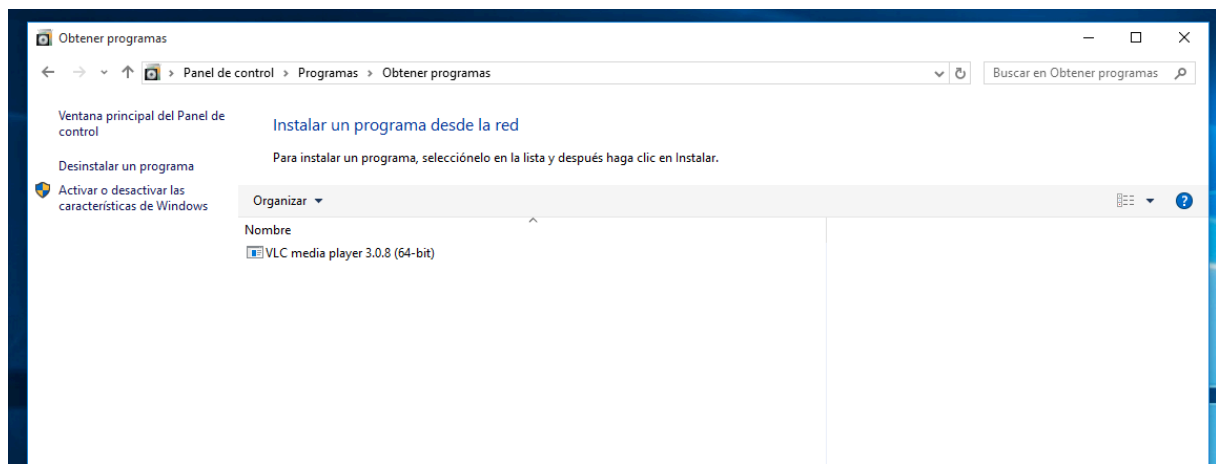 Obtener programas
Panel de control > Programas > Obtener programas
Buscar en Obtener programas
Ventana principal del Panel de
control
Desinstalar un programa
Activar o desactivar las
características de Windows
Instalar un programa desde la red
Para instalar un programa, selecciónelo en la lista y después haga clic en Instalar.
Organizar
?
Nombre
VLC media player 3.0.8 (64-bit)